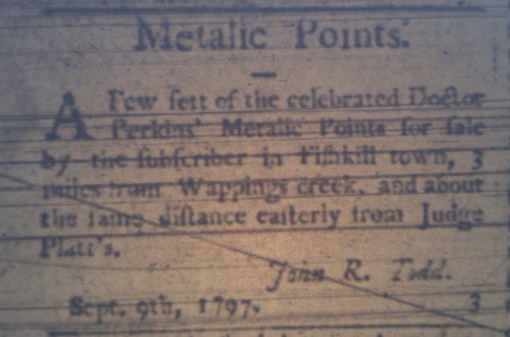 Metalic Points.
A Few sett of the celebrated Doctor
Perkins' Metalic Points for sale
by the subscriber in Fishkill town, 3
miles from Wappings creek, and about
the same distance easterly from Judge
Platt's.
John R. Todd.
Sept. 9th, 1797. 3